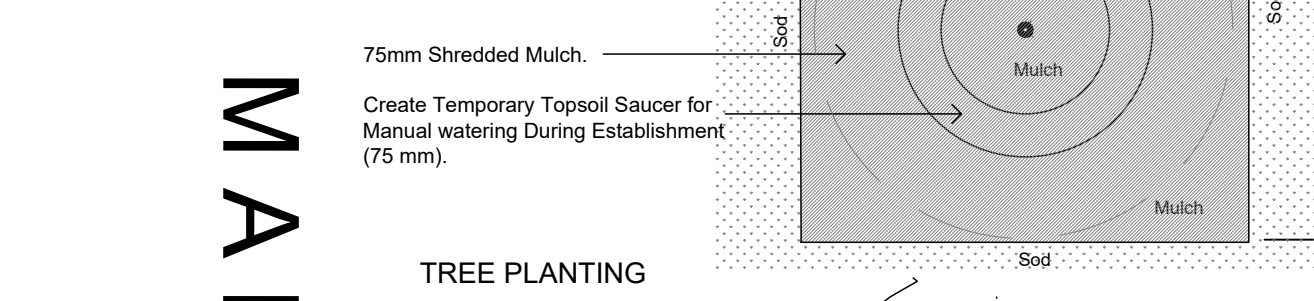 Sod
So
75mm Shredded Mulch.
Mulch
Create Temporary Topsoil Saucer for
Manual watering During Establishment
(75 mm).
Mulch
Sod
TREE PLANTING
M A